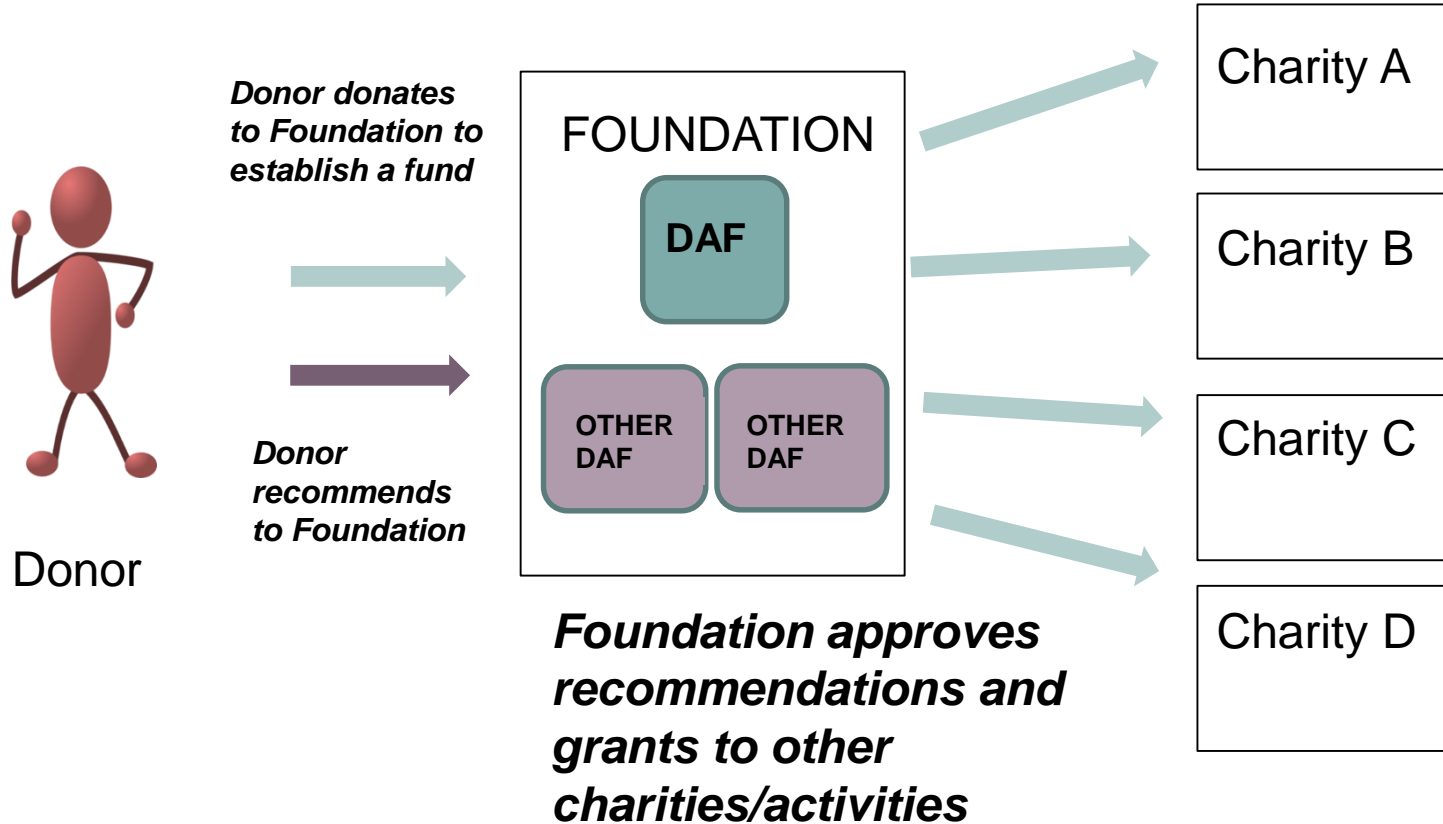 Donor donates
to Foundation to
establish a fund
Donor
recommends
to Foundation
Donor
FOUNDATION
DAF
OTHER
DAF
OTHER
DAF
Foundation approves
recommendations and
grants to other
charities/activities
Charity A
Charity B
Charity C
Charity D